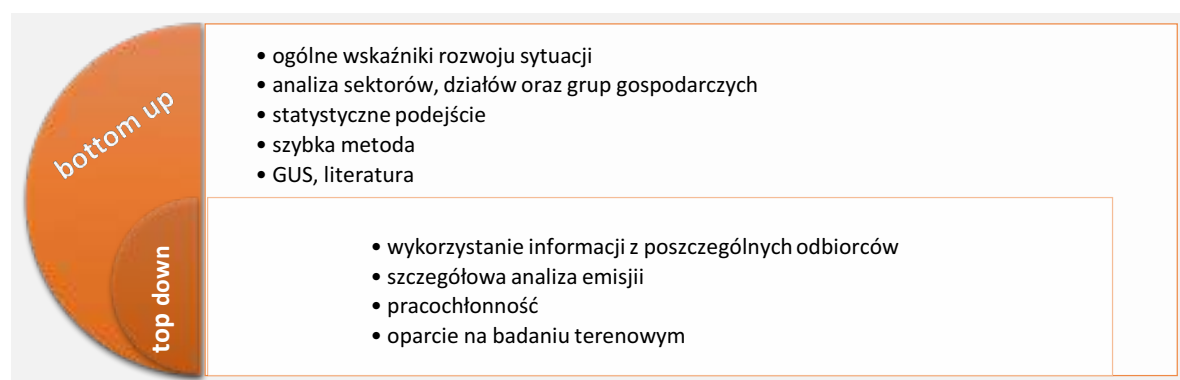 bottom up
• ogólne wskaźniki rozwoju sytuacji
• analiza sektorów, działów oraz grup gospodarczych
• statystyczne podejście
• szybka metoda
• GUS, literatura
top down
• wykorzystanie informacji z poszczególnych odbiorców
• szczegółowa analiza emisjii
• pracochłonność
• oparcie na badaniu terenowym